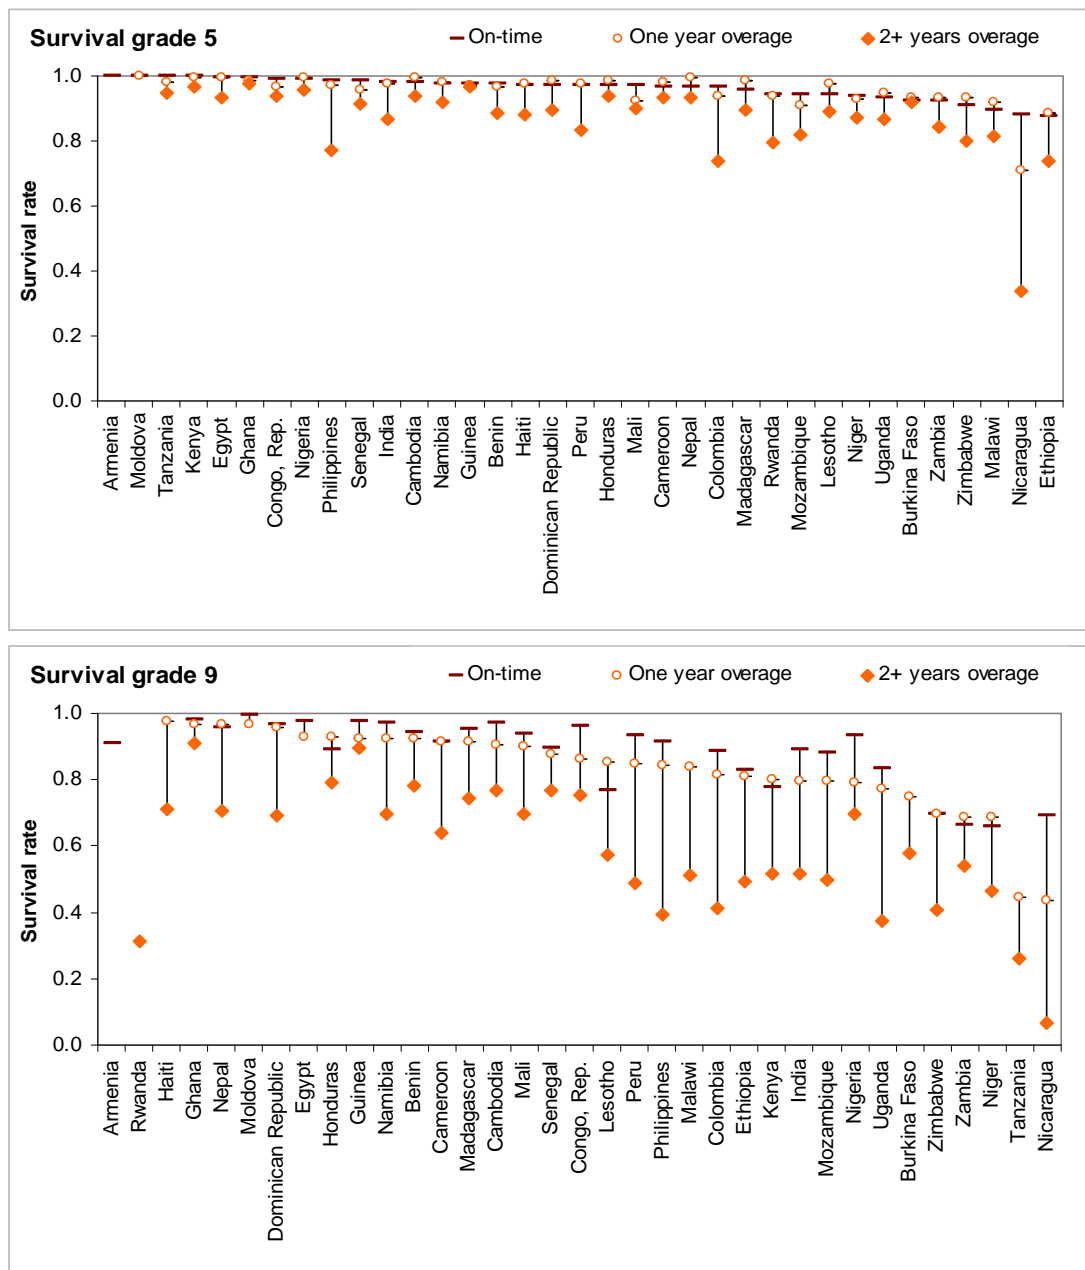 Survival grade 5
On-time
One year overage
2+ years overage
Survival rate
1.0
0.8
0.6
0.4
0.2
0.0
Armenia
Moldova
Tanzania
Kenya
Egypt
Ghana
Congo, Rep.
Nigeria
Philippines
Senegal
India
Cambodia
Namibia
Guinea
Benin
Haiti
Dominican Republic
Peru
Honduras
Mali
Cameroon
Nepal
Colombia
Madagascar
Rwanda
Mozambique
Lesotho
Niger
Uganda
Burkina Faso
Zambia
Zimbabwe
Malawi
Nicaragua
Ethiopia
Survival grade 9
On-time
One year overage
2+ years overage
Survival rate
1.0
0.8
0.6
0.4
0.2
0.0
Armenia
Rwanda
Haiti
Ghana
Nepal
Moldova
Dominican Republic
Egypt
Honduras
Guinea
Namibia
Benin
Cameroon
Madagascar
Cambodia
Mali
Senegal
Congo, Rep.
Lesotho
Peru
Philippines
Malawi
Colombia
Ethiopia
Kenya
India
Mozambique
Nigeria
Uganda
Burkina Faso
Zimbabwe
Zambia
Niger
Tanzania
Nicaragua